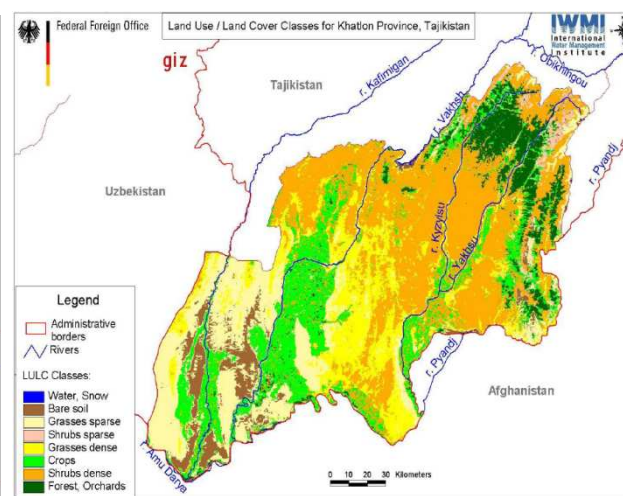 Federal Foreign Office
Land Use / Land Cover Classes for Khatlon Province, Tajikistan
IWMI
International
Water Management
Institute
giz
r. Obikhingou
Tajikistan
r. Kafirnigan
r. Vakhsh
r. Pyandj
Uzbekistan
r. Kyzylsu
r. Yakhsu
r. Pyandj
Afghanistan
r. Amu Darya
Legend
Administrative
borders
Rivers
LULC Classes:
Water, Snow
Bare soil
Grasses sparse
Shrubs sparse
Grasses dense
Crops
Shrubs dense
Forest, Orchards
0 10 20 30 Kilometers